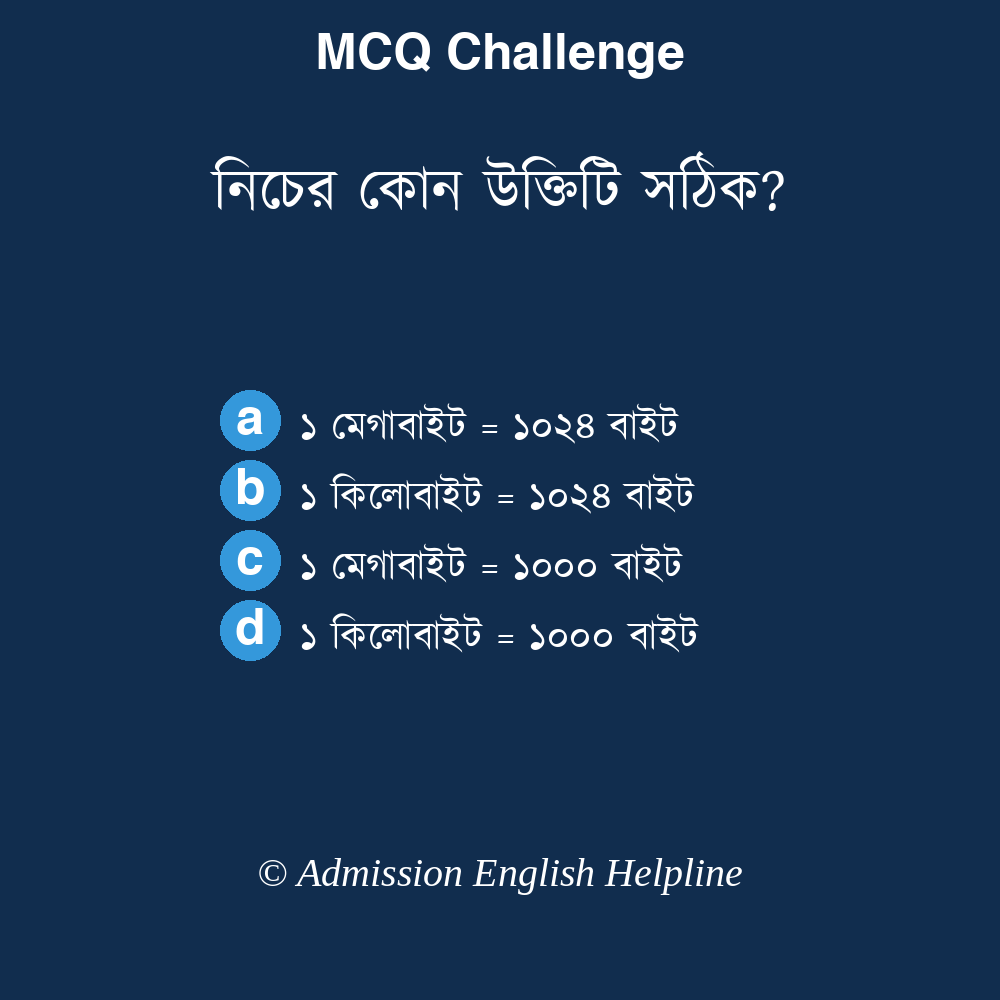 MCQ Challenge
নিচের কোন উক্তিটি সঠিক?
a ১ মেগাবাইট = ১০২৪ বাইট
b ১ কিলোবাইট = ১০২৪ বাইট
c ১ মেগাবাইট = ১০০০ বাইট
d ১ কিলোবাইট = ১০০০ বাইট
© Admission English Helpline